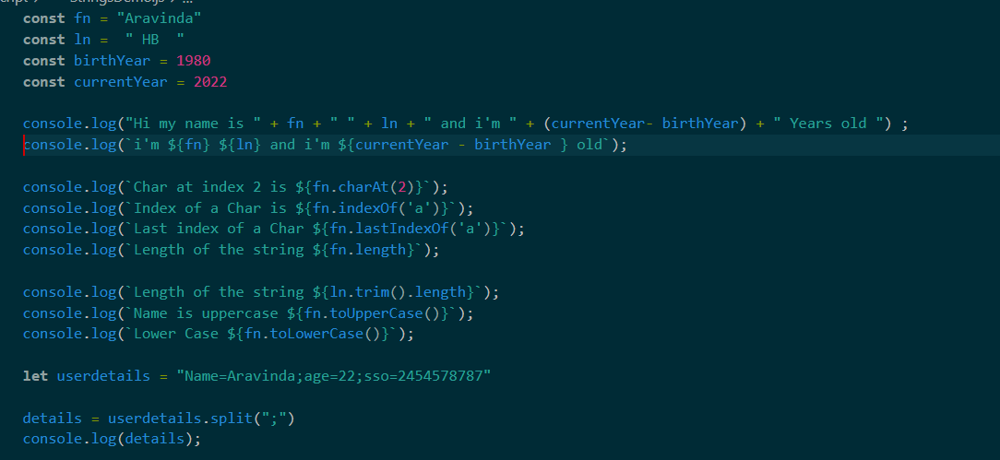 StringsDemo.js > ...
const fn = "Aravinda"
const ln =  " HB  "
const birthYear = 1980
const currentYear = 2022
console.log("Hi my name is " + fn + " " + ln + " and i'm " + (currentYear- birthYear) + " Years old ") ;
console.log(`i'm ${fn} ${ln} and i'm ${currentYear - birthYear } old`);
console.log(`Char at index 2 is ${fn.charAt(2)}`);
console.log(`Index of a Char is ${fn.indexOf('a')}`);
console.log(`Last index of a Char ${fn.lastIndexOf('a')}`);
console.log(`Length of the string ${fn.length}`);
console.log(`Length of the string ${ln.trim().length}`);
console.log(`Name is uppercase ${fn.toUpperCase()}`);
console.log(`Lower Case ${fn.toLowerCase()}`);
let userdetails = "Name=Aravinda;age=22;sso=2454578787"
details = userdetails.split(";")
console.log(details);